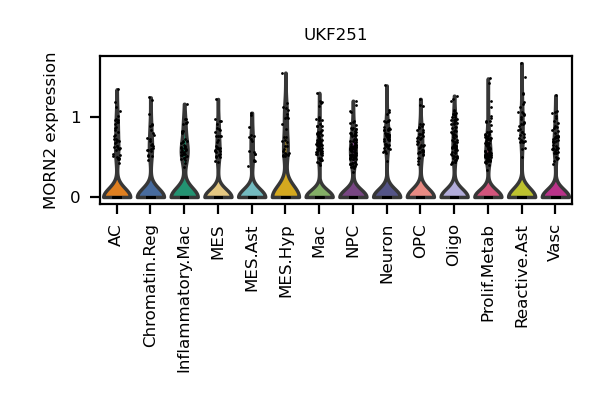 UKF251
MORN2 expression
1
0
AC
Chromatin.Reg
Inflammatory.Mac
MES
MES.Ast
MES.Hyp
Mac
NPC
Neuron
OPC
Oligo
Prolif.Metab
Reactive.Ast
Vasc